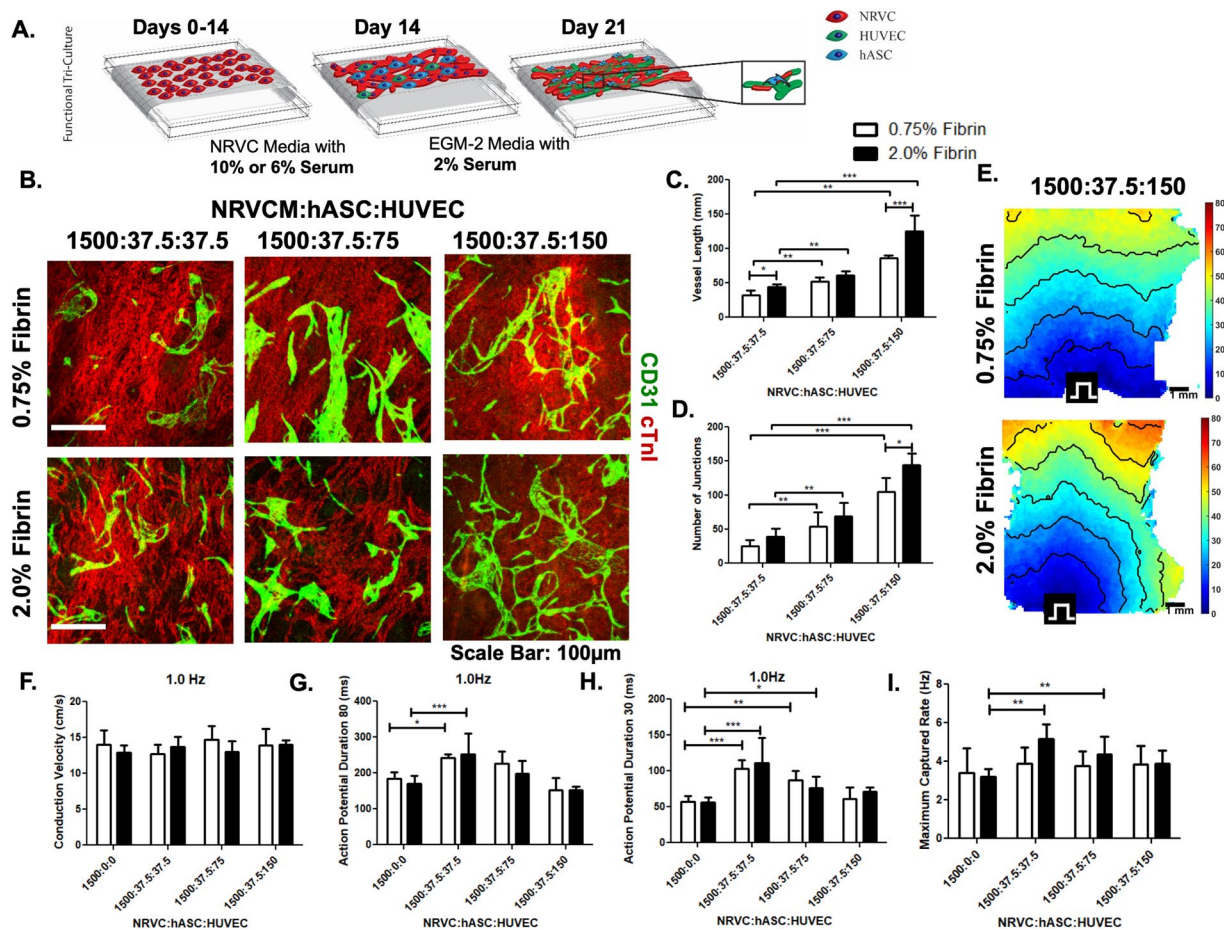 A.
Days 0-14
Day 14
Day 21
Functional Tri-Culture
NRVC
HUVEC
hASC
NRVC Media with
10% or 6% Serum
EGM-2 Media with
2% Serum
0.75% Fibrin
2.0% Fibrin
B.
NRVCM:hASC:HUVEC
1500:37.5:37.5
1500:37.5:75
1500:37.5:150
0.75% Fibrin
2.0% Fibrin
CD31 cTnI
Scale Bar: 100µm
C.
Vessel Length (mm)
200
150
100
50
0
*
**
**
**
***
***
1500:37.5:37.5
1500:37.5:75
1500:37.5:150
NRVC:hASC:HUVEC
D.
Number of Junctions
200
150
100
50
0
**
**
***
***
*
1500:37.5:37.5
1500:37.5:75
1500:37.5:150
NRVC:hASC:HUVEC
E.
1500:37.5:150
0.75% Fibrin
80
70
60
50
40
30
20
10
0
1 mm
2.0% Fibrin
80
70
60
50
40
30
20
10
0
1 mm
F.
1.0 Hz
Conduction Velocity (cm/s)
20
15
10
5
0
1500:0:0
1500:37.5:37.5
1500:37.5:75
1500:37.5:150
NRVC:hASC:HUVEC
G.
1.0Hz
Action Potential Duration 80 (ms)
400
300
200
100
0
*
***
1500:0:0
1500:37.5:37.5
1500:37.5:75
1500:37.5:150
NRVC:hASC:HUVEC
H.
1.0Hz
Action Potential Duration 30 (ms)
200
150
100
50
0
*
**
***
***
1500:0:0
1500:37.5:37.5
1500:37.5:75
1500:37.5:150
NRVC:hASC:HUVEC
I.
Maximum Captured Rate (Hz)
8
6
4
2
0
**
**
1500:0:0
1500:37.5:37.5
1500:37.5:75
1500:37.5:150
NRVC:hASC:HUVEC